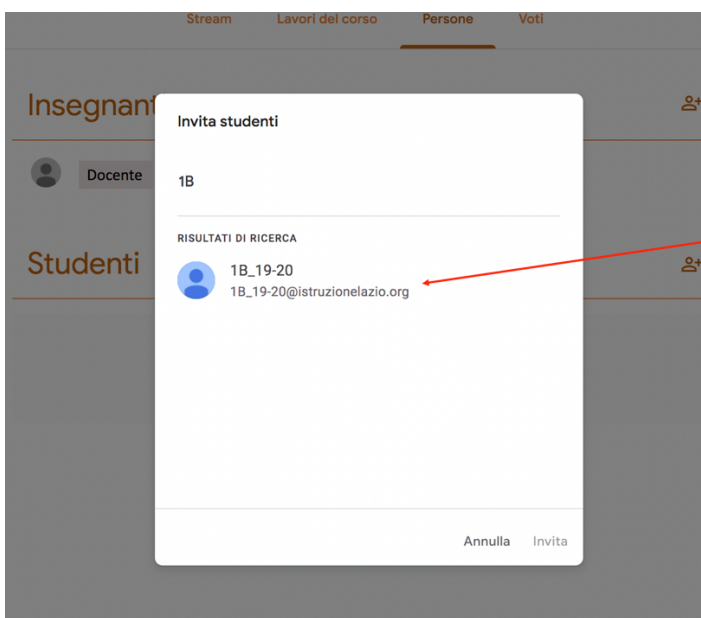 Stream Lavori del corso Persone Voti
Insegnant
Docente
Invita studenti
1B
RISULTATI DI RICERCA
1B_19-20
1B_19-20@istruzionelazio.org
Studenti
Annulla Invita